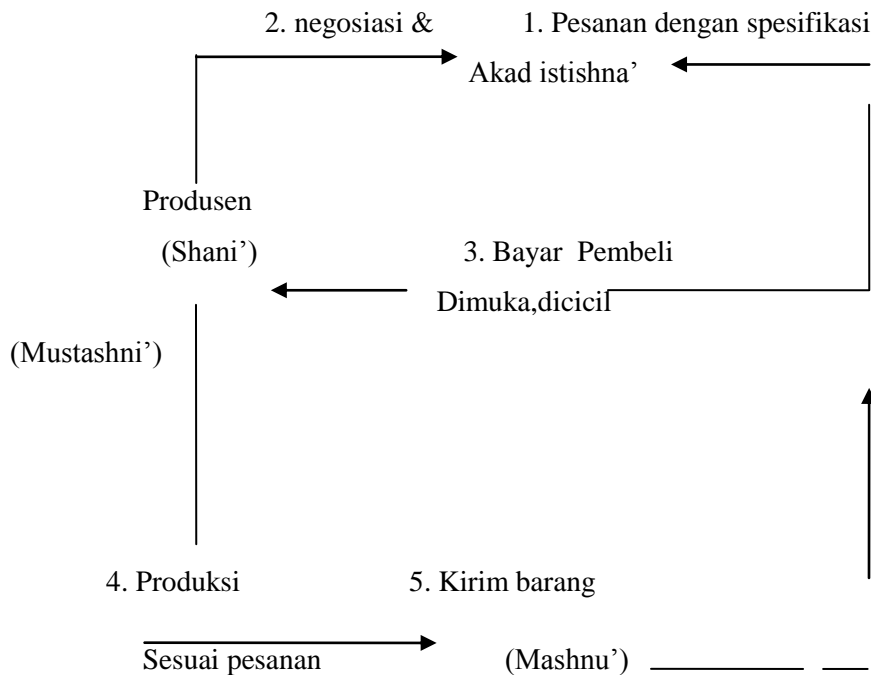 2. negosiasi & 1. Pesanan dengan spesifikasi
Akad istishna’
Produsen
(Shani’) 3. Bayar Pembeli
Dimuka,dicicil
(Mustashni’)
4. Produksi 5. Kirim barang
Sesuai pesanan (Mashnu’)